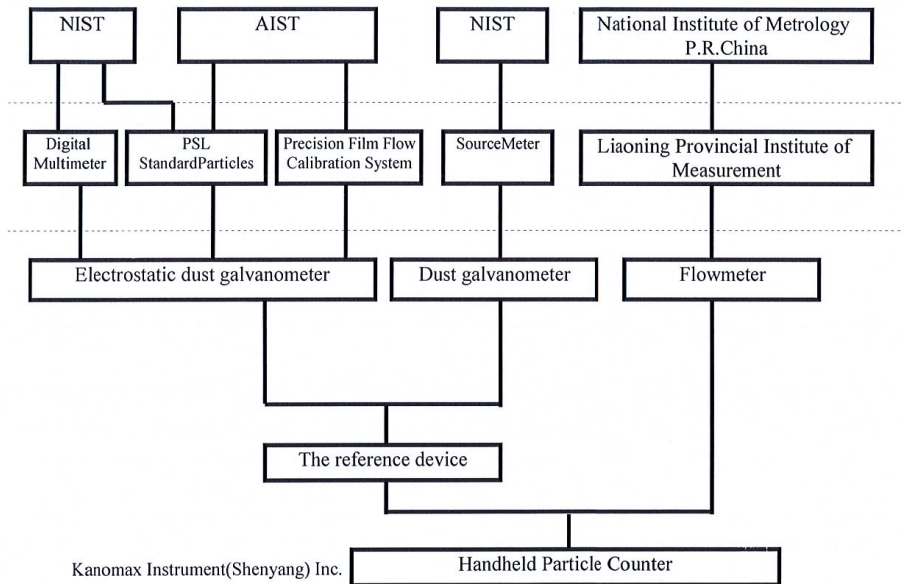 NIST
AIST
NIST
National Institute of Metrology
P.R.China
Digital
Multimeter
PSL
StandardParticles
Precision Film Flow
Calibration System
SourceMeter
Liaoning Provincial Institute of
Measurement
Electrostatic dust galvanometer
Dust galvanometer
Flowmeter
The reference device
Kanomax Instrument(Shenyang) Inc.
Handheld Particle Counter